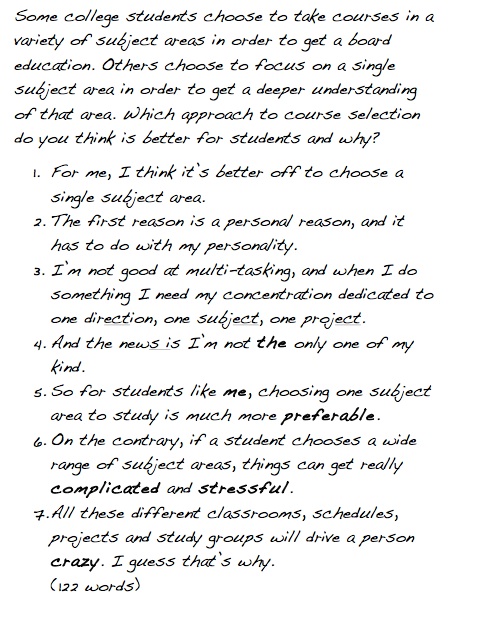 Some college students choose to take courses in a
variety of subject areas in order to get a board
education. Others choose to focus on a single
subject area in order to get a deeper understanding
of that area. Which approach to course selection
do you think is better for students and why?
1. For me, I think it's better off to choose a
single subject area.
2. The first reason is a personal reason, and it
has to do with my personality.
3. I'm not good at multi-tasking, and when I do
something I need my concentration dedicated to
one direction, one subject, one project.
4. And the news is I'm not the only one of my
kind.
5. So for students like me, choosing one subject
area to study is much more preferable.
6. On the contrary, if a student chooses a wide
range of subject areas, things can get really
complicated and stressful.
7. All these different classrooms, schedules,
projects and study groups will drive a person
crazy. I guess that's why.
(122 words)